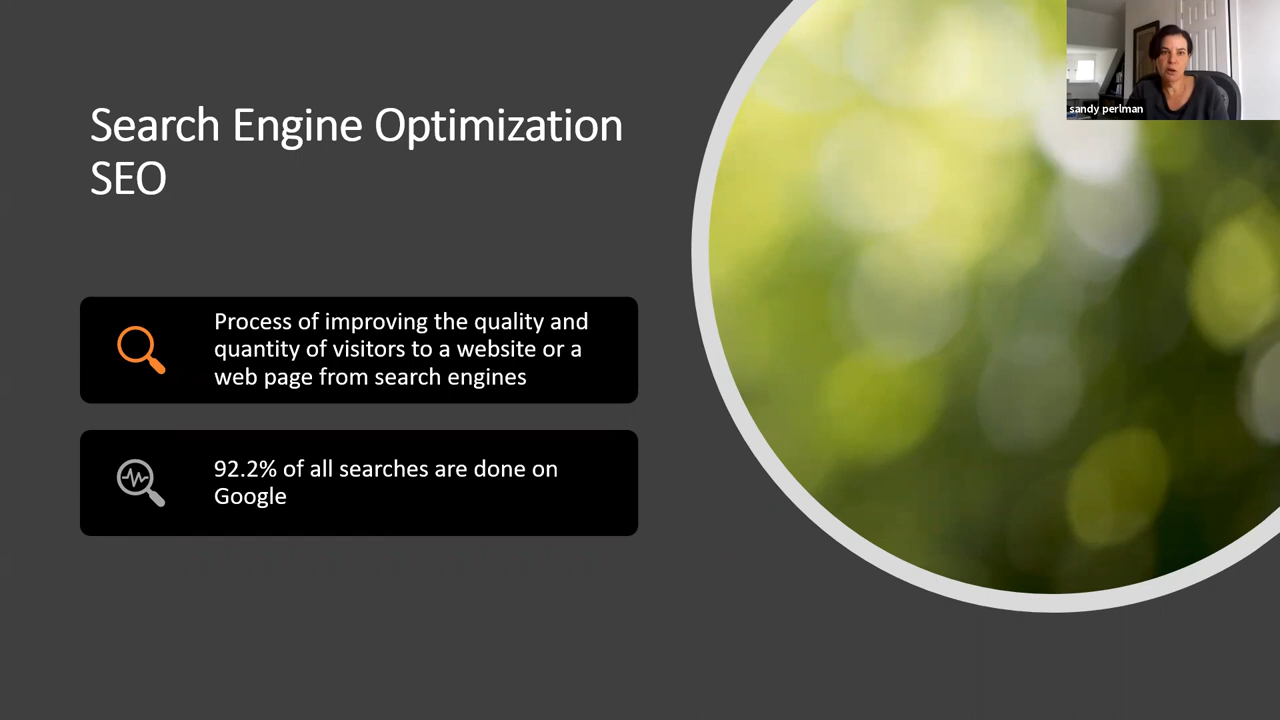 Search Engine Optimization
SEO
Process of improving the quality and
quantity of visitors to a website or a
web page from search engines
92.2% of all searches are done on
Google
sandy perlman